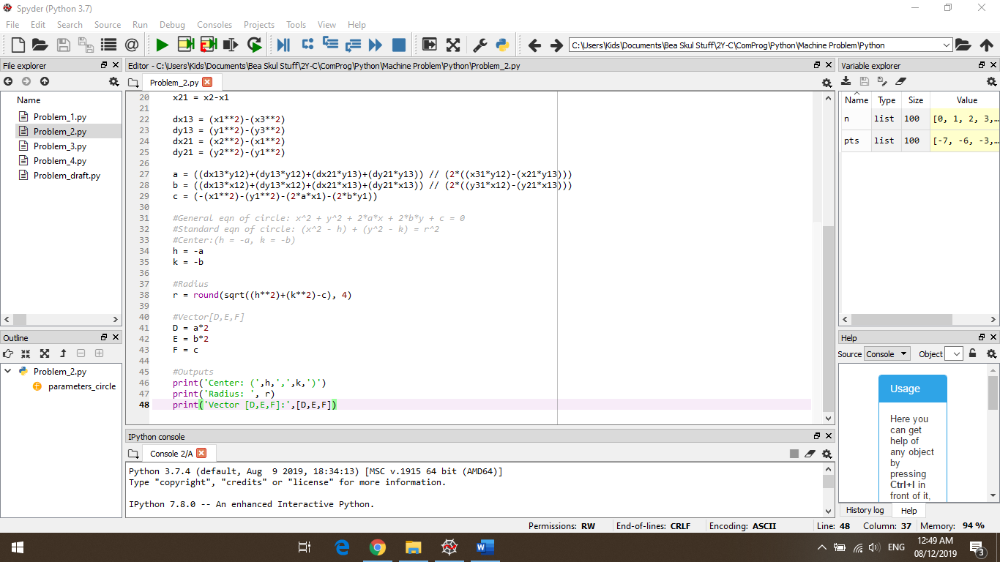 Spyder (Python 3.7)
File Edit Search Source Run Debug Consoles Projects Tools View Help
C:\Users\Kids\Documents\Bea Skul Stuff\2Y-C\ComProg\Python\Machine Problem\Python
File explorer
Name
Problem_1.py
Problem_2.py
Problem_3.py
Problem_4.py
Problem_draft.py
Outline
Problem_2.py
parameters_circle
Editor - C:\Users\Kids\Documents\Bea Skul Stuff\2Y-C\ComProg\Python\Machine Problem\Python\Problem_2.py
Problem_2.py
20 x21 = x2-x1
21
22 dx13 = (x1**2)-(x3**2)
23 dy13 = (y1**2)-(y3**2)
24 dx21 = (x2**2)-(x1**2)
25 dy21 = (y2**2)-(y1**2)
26
27 a = ((dx13*y12)+(dy13*y12)+(dx21*y13)+(dy21*y13)) // (2*((x31*y12)-(x21*y13)))
28 b = ((dx13*x12)+(dy13*x12)+(dx21*x13)+(dy21*x13)) // (2*((y31*x12)-(y21*x13)))
29 c = (-(x1**2)-(y1**2)-(2*a*x1)-(2*b*y1))
30
31 #General eqn of circle: x^2 + y^2 + 2*a*x + 2*b*y + c = 0
32 #Standard eqn of circle: (x^2 - h) + (y^2 - k) = r^2
33 #Center:(h = -a, k = -b)
34 h = -a
35 k = -b
36
37 #Radius
38 r = round(sqrt((h**2)+(k**2)-c), 4)
39
40 #Vector[D,E,F]
41 D = a*2
42 E = b*2
43 F = c
44
45 #Outputs
46 print('Center: (',h,',',k,')')
47 print('Radius: ', r)
48 print('Vector [D,E,F]:',[D,E,F])
IPython console
Console 2/A
Python 3.7.4 (default, Aug  9 2019, 18:34:13) [MSC v.1915 64 bit (AMD64)]
Type "copyright", "credits" or "license" for more information.
IPython 7.8.0 -- An enhanced Interactive Python.
Variable explorer
Name Type Size Value
n list 100 [0, 1, 2, 3,…
pts list 100 [-7, -6, -3,…
Help
Source Console Object
Usage
Here you
can get
help of
any object
by
pressing
Ctrl+I in
front of it,
History log Help
Permissions: RW End-of-lines: CRLF Encoding: ASCII Line: 48 Column: 37 Memory: 94 %
ENG
12:49 AM
08/12/2019
3